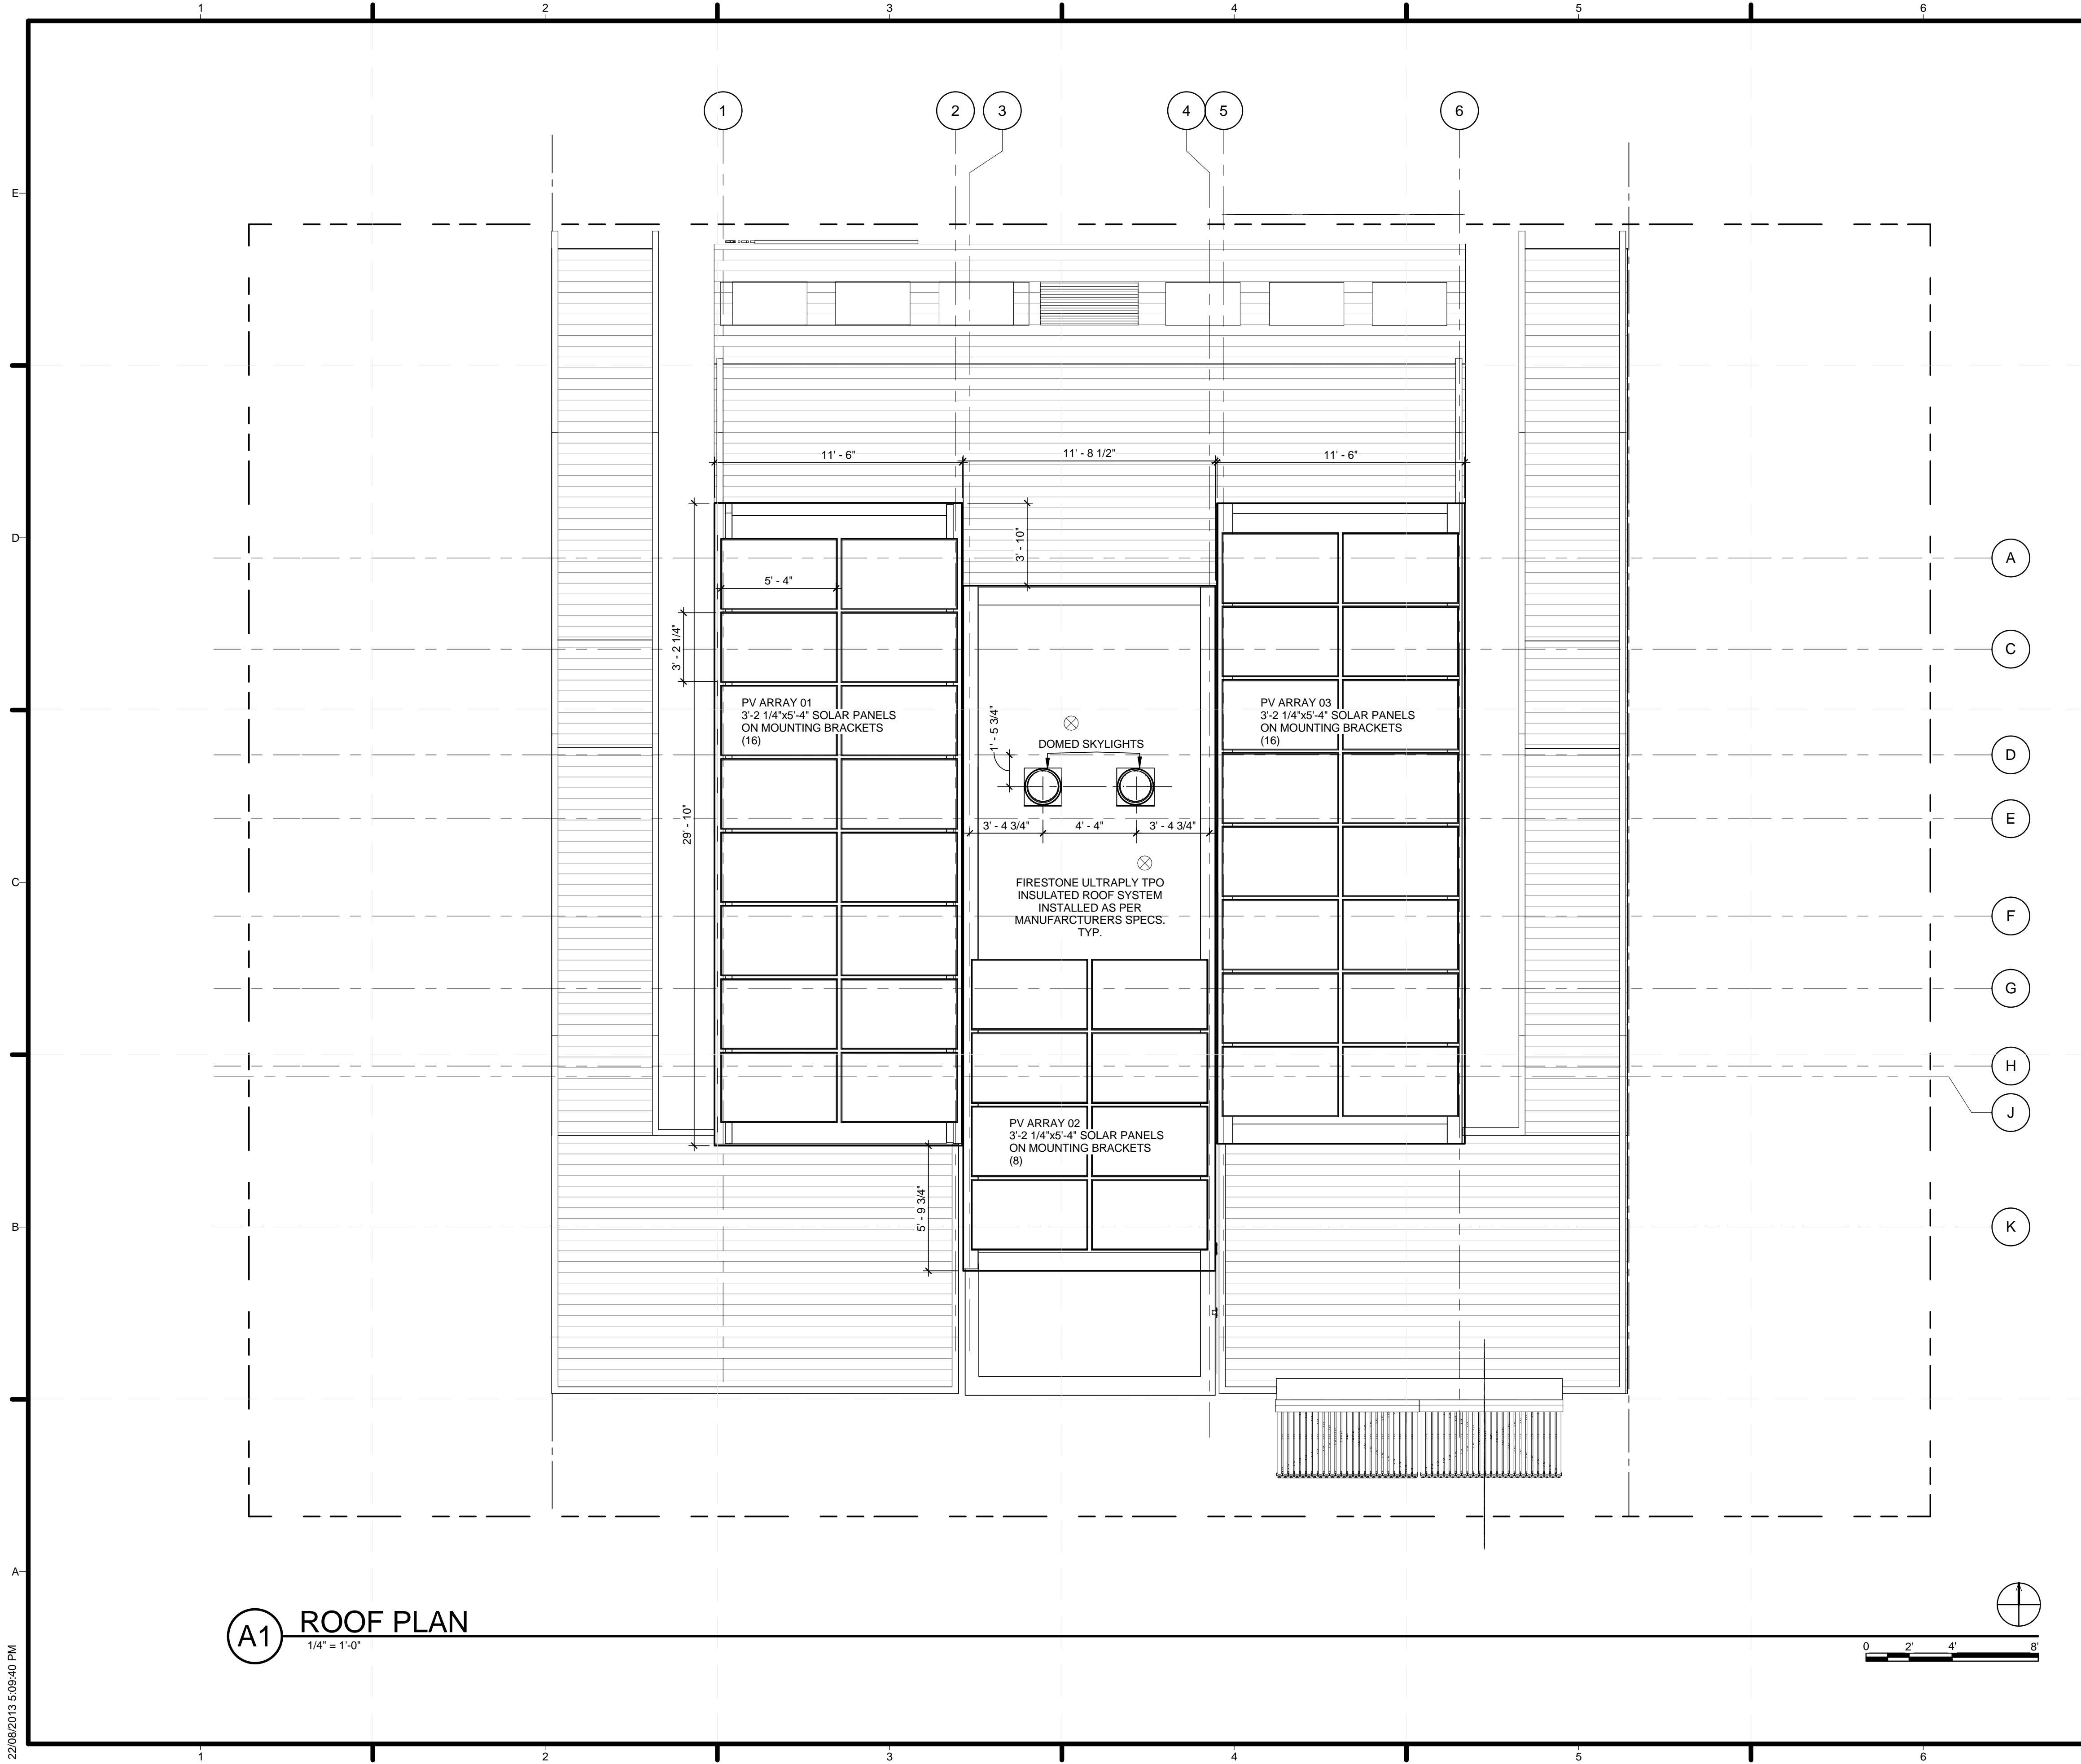 1 2 3 4 5 6
1 2 3 4 5 6
E
11' - 6" 11' - 8 1/2" 11' - 6"
3' - 10"
D
A
5' - 4"
3' - 2 1/4"
C
PV ARRAY 01
3'-2 1/4"x5'-4" SOLAR PANELS
ON MOUNTING BRACKETS
(16)
PV ARRAY 03
3'-2 1/4"x5'-4" SOLAR PANELS
ON MOUNTING BRACKETS
(16)
1' - 5 3/4"
DOMED SKYLIGHTS
D
29' - 10"
3' - 4 3/4" 4' - 4" 3' - 4 3/4"
E
C
FIRESTONE ULTRAPLY TPO
INSULATED ROOF SYSTEM
INSTALLED AS PER
MANUFARCTURERS SPECS.
TYP.
F
G
H
J
PV ARRAY 02
3'-2 1/4"x5'-4" SOLAR PANELS
ON MOUNTING BRACKETS
(8)
5' - 9 3/4"
B
K
A
A1
ROOF PLAN
1/4" = 1'-0"
0 2' 4' 8'
22/08/2013 5:09:40 PM
1 2 3 4 5 6